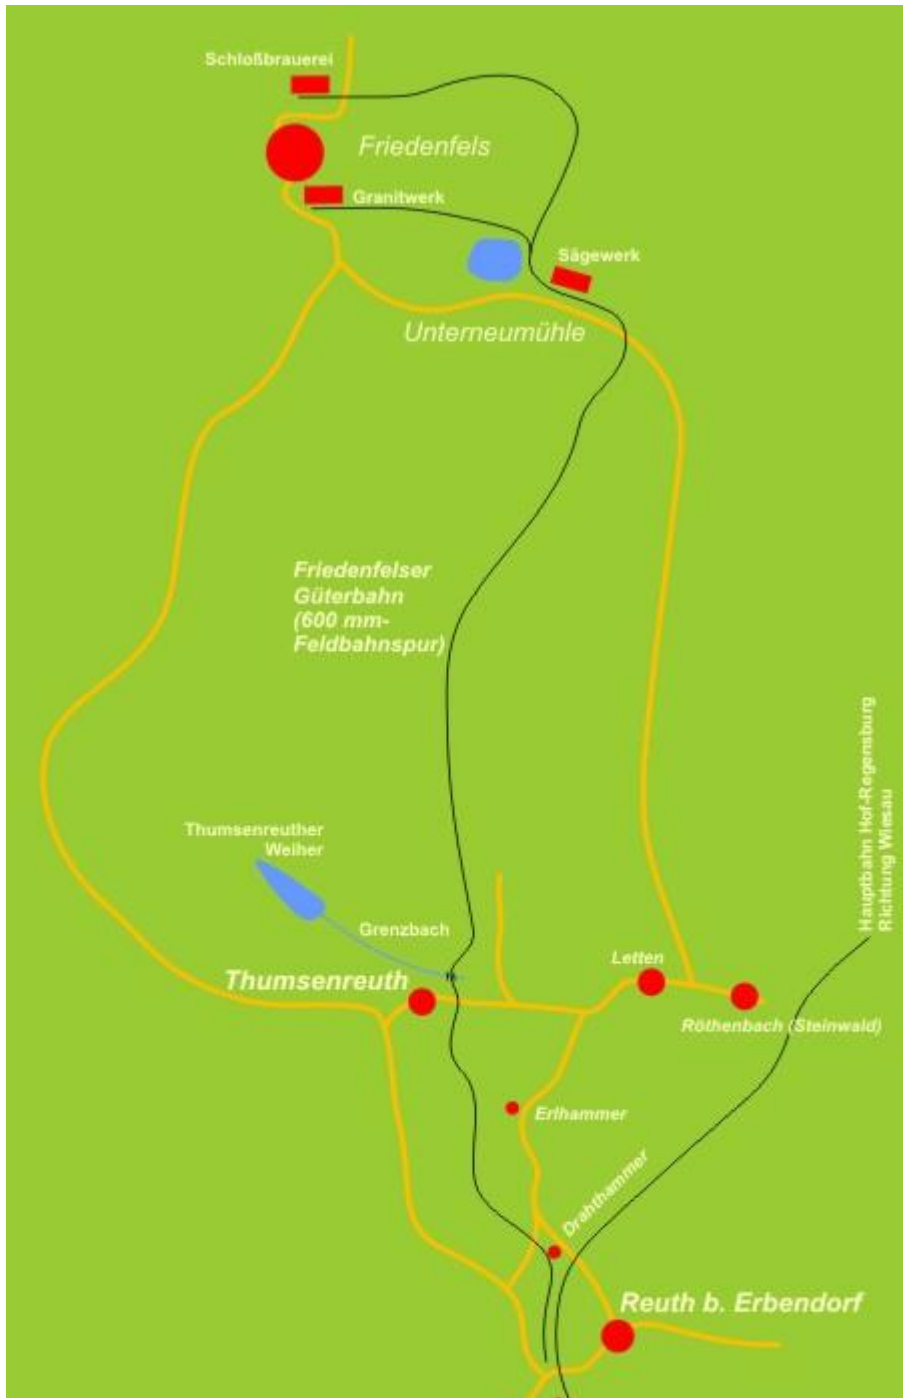 Schloßbrauerei
Friedenfels
Granitwerk
Sägewerk
Unterneumühle
Friedenfelser
Güterbahn
(600 mm-
Feldbahnspur)
Hauptbahn Hof-Regensburg
Richtung Wiesau
Thumsenreuther
Weiher
Grenzbach
Letten
Thumsenreuth
Röthenbach (Steinwald)
Erlhammer
Drahthammer
Reuth b. Erbendorf